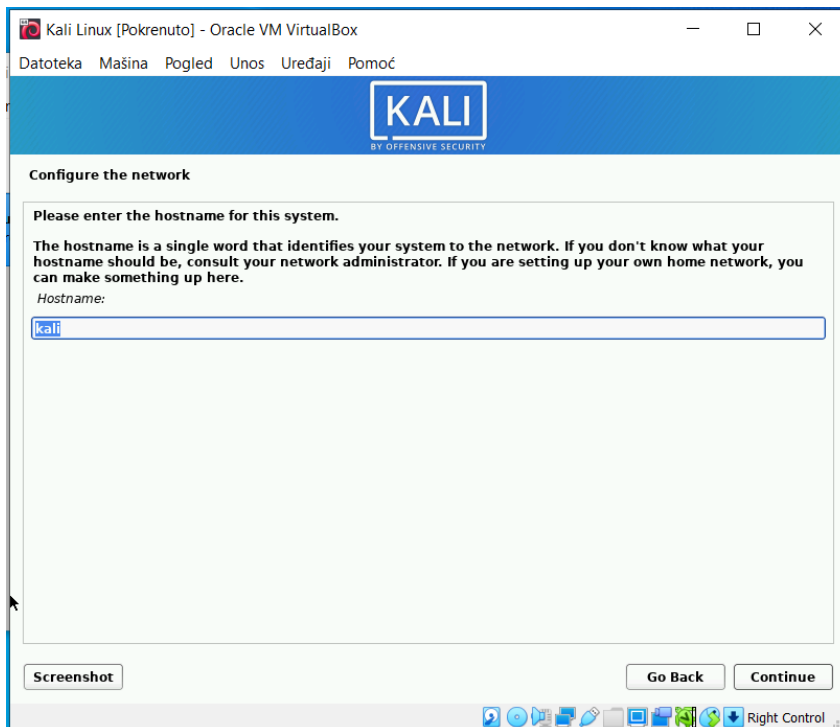 Kali Linux [Pokrenuto] - Oracle VM VirtualBox
Datoteka Mašina Pogled Unos Uređaji Pomoć
KALI
BY OFFENSIVE SECURITY
Configure the network
Please enter the hostname for this system.
The hostname is a single word that identifies your system to the network. If you don't know what your
hostname should be, consult your network administrator. If you are setting up your own home network, you
can make something up here.
Hostname:
kali
Screenshot Go Back Continue
Right Control